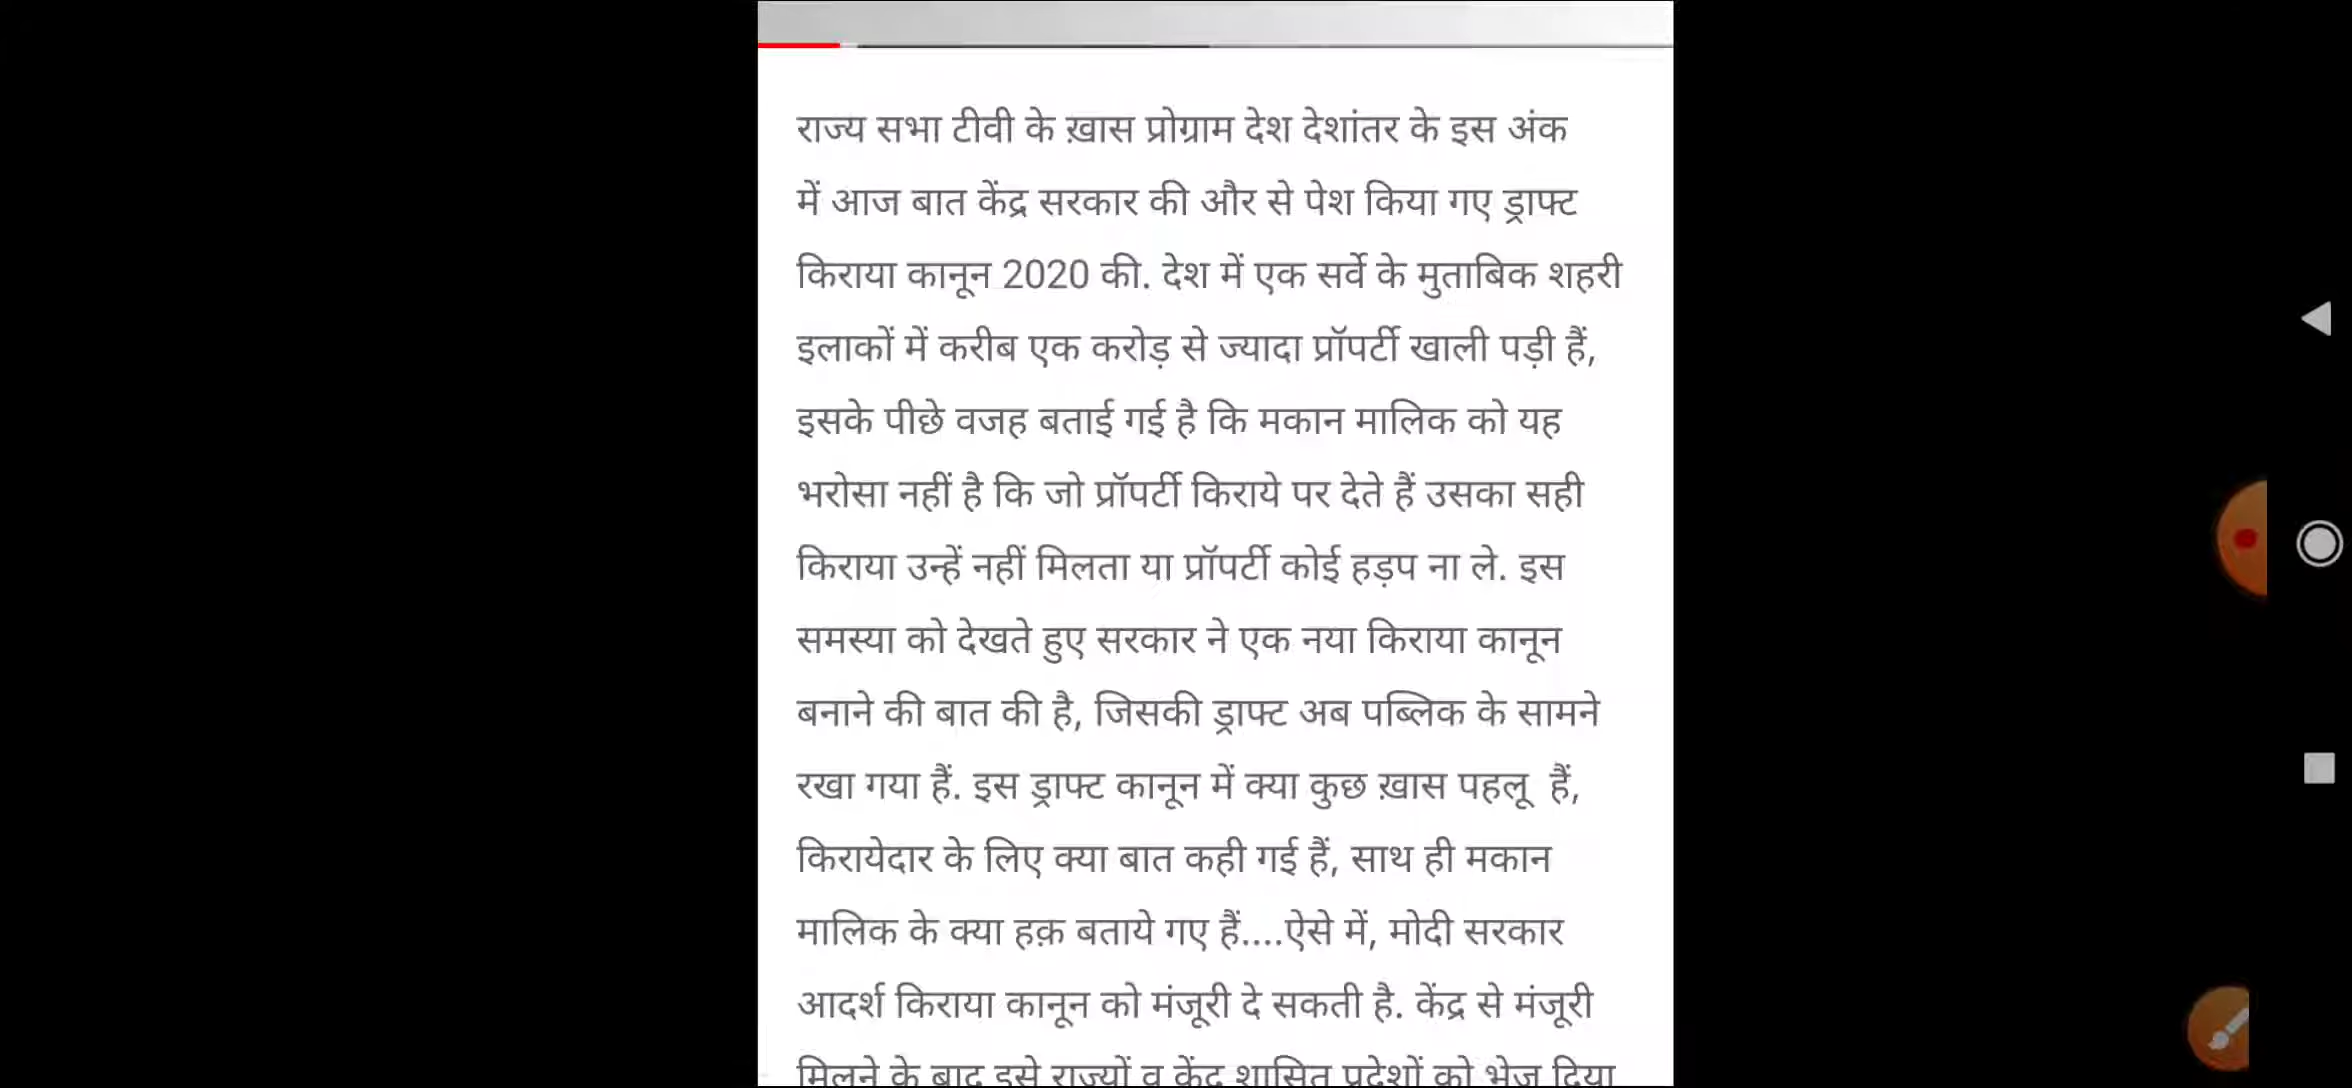 राज्य सभा टीवी के ख़ास प्रोग्राम देश देशांतर के इस अंक
में आज बात केंद्र सरकार की और से पेश किया गए ड्राफ्ट
किराया कानून 2020 की. देश में एक सर्वे के मुताबिक शहरी
इलाकों में करीब एक करोड़ से ज्यादा प्रॉपर्टी खाली पड़ी हैं,
इसके पीछे वजह बताई गई है कि मकान मालिक को यह
भरोसा नहीं है कि जो प्रॉपर्टी किराये पर देते हैं उसका सही
किराया उन्हें नहीं मिलता या प्रॉपर्टी कोई हड़प ना ले. इस
समस्या को देखते हुए सरकार ने एक नया किराया कानून
बनाने की बात की है, जिसकी ड्राफ्ट अब पब्लिक के सामने
रखा गया हैं. इस ड्राफ्ट कानून में क्या कुछ ख़ास पहलू  हैं,
किरायेदार के लिए क्या बात कही गई हैं, साथ ही मकान
मालिक के क्या हक़ बताये गए हैं....ऐसे में, मोदी सरकार
आदर्श किराया कानून को मंजूरी दे सकती है. केंद्र से मंजूरी
मिलने के बाद इसे राज्यों व केंद्र शासित प्रदेशों को भेज दिया